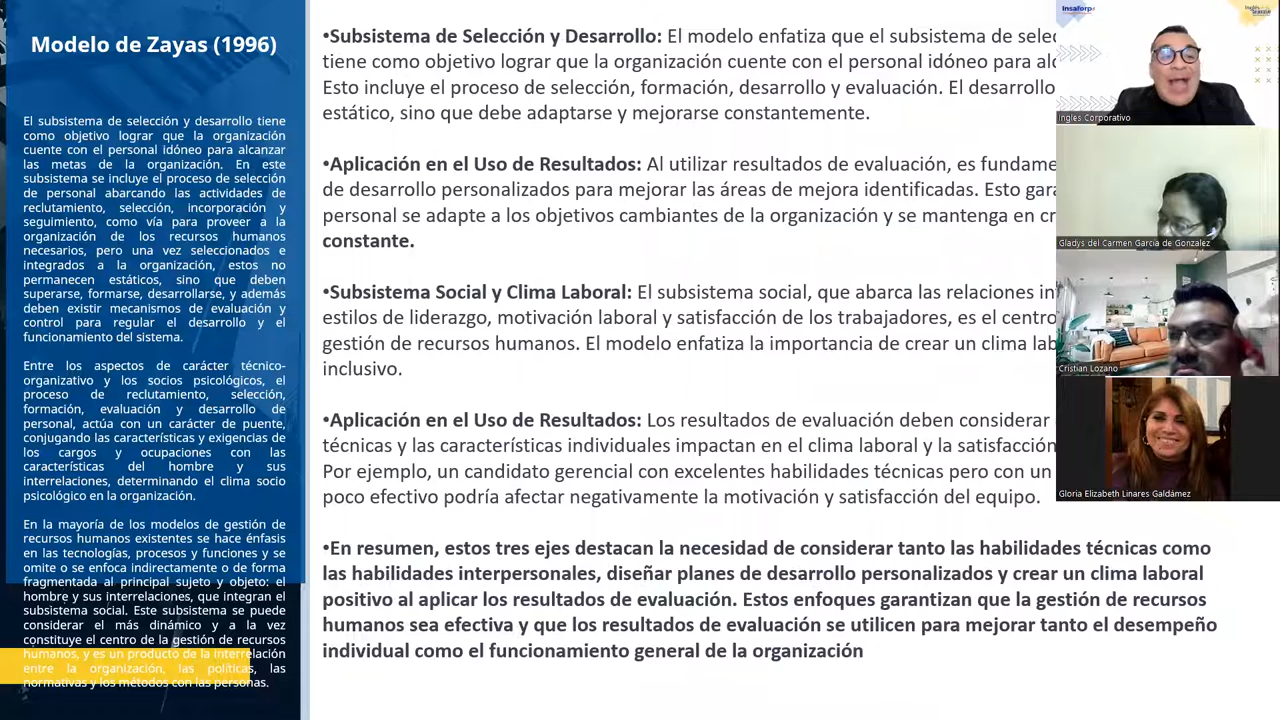 Modelo de Zayas (1996)
El subsistema de selección y desarrollo tiene
como objetivo lograr que la organización
cuente con el personal idóneo para alcanzar
las metas de la organización. En este
subsistema se incluye el proceso de selección
de personal abarcando las actividades de
reclutamiento, selección, incorporación y
seguimiento, como vía para proveer a la
organización de los recursos humanos
necesarios, pero una vez seleccionados e
integrados a la organización, estos no
permanecen estáticos, sino que deben
superarse, formarse, desarrollarse, y además
deben existir mecanismos de evaluación y
control para regular el desarrollo y el
funcionamiento del sistema.
Entre los aspectos de carácter técnico-
organizativo y los socios psicológicos, el
proceso de reclutamiento, selección,
formación, evaluación y desarrollo de
personal, actúa con un carácter de puente,
conjugando las características y exigencias de
los cargos y ocupaciones con las
características del hombre y sus
interrelaciones, determinando el clima socio
psicológico en la organización.
En la mayoría de los modelos de gestión de
recursos humanos existentes se hace énfasis
en las tecnologías, procesos y funciones y se
omite o se enfoca indirectamente o de forma
fragmentada al principal sujeto y objeto: el
hombre y sus interrelaciones, que integran el
subsistema social. Este subsistema se puede
considerar el más dinámico y a la vez
constituye el centro de la gestión de recursos
humanos, y es un producto de la interrelación
entre la organización, las políticas, las
normativas y los métodos con las personas.
•Subsistema de Selección y Desarrollo: El modelo enfatiza que el subsistema de selec
tiene como objetivo lograr que la organización cuente con el personal idóneo para alc
Esto incluye el proceso de selección, formación, desarrollo y evaluación. El desarrollo
estático, sino que debe adaptarse y mejorarse constantemente.
•Aplicación en el Uso de Resultados: Al utilizar resultados de evaluación, es fundame
de desarrollo personalizados para mejorar las áreas de mejora identificadas. Esto gara
personal se adapte a los objetivos cambiantes de la organización y se mantenga en cr
constante.
•Subsistema Social y Clima Laboral: El subsistema social, que abarca las relaciones in
estilos de liderazgo, motivación laboral y satisfacción de los trabajadores, es el centro
gestión de recursos humanos. El modelo enfatiza la importancia de crear un clima lab
inclusivo.
•Aplicación en el Uso de Resultados: Los resultados de evaluación deben considerar
técnicas y las características individuales impactan en el clima laboral y la satisfacción
Por ejemplo, un candidato gerencial con excelentes habilidades técnicas pero con un
poco efectivo podría afectar negativamente la motivación y satisfacción del equipo.
•En resumen, estos tres ejes destacan la necesidad de considerar tanto las habilidades técnicas como
las habilidades interpersonales, diseñar planes de desarrollo personalizados y crear un clima laboral
positivo al aplicar los resultados de evaluación. Estos enfoques garantizan que la gestión de recursos
humanos sea efectiva y que los resultados de evaluación se utilicen para mejorar tanto el desempeño
individual como el funcionamiento general de la organización
Insaforp
Ingles Corporativo
Gladys del Carmen Garcia de Gonzalez
Cristian Lozano
Gloria Elizabeth Linares Galdámez